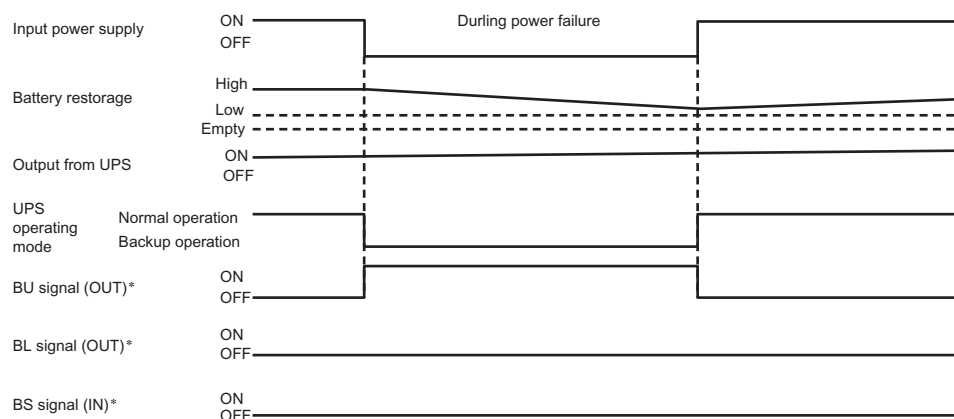 Input power supply
ON
OFF
Durling power failure
Battery restorage
High
Low
Empty
Output from UPS
ON
OFF
UPS
operating
mode
Normal operation
Backup operation
BU signal (OUT)*
ON
OFF
BL signal (OUT)*
ON
OFF
BS signal (IN)*
ON
OFF